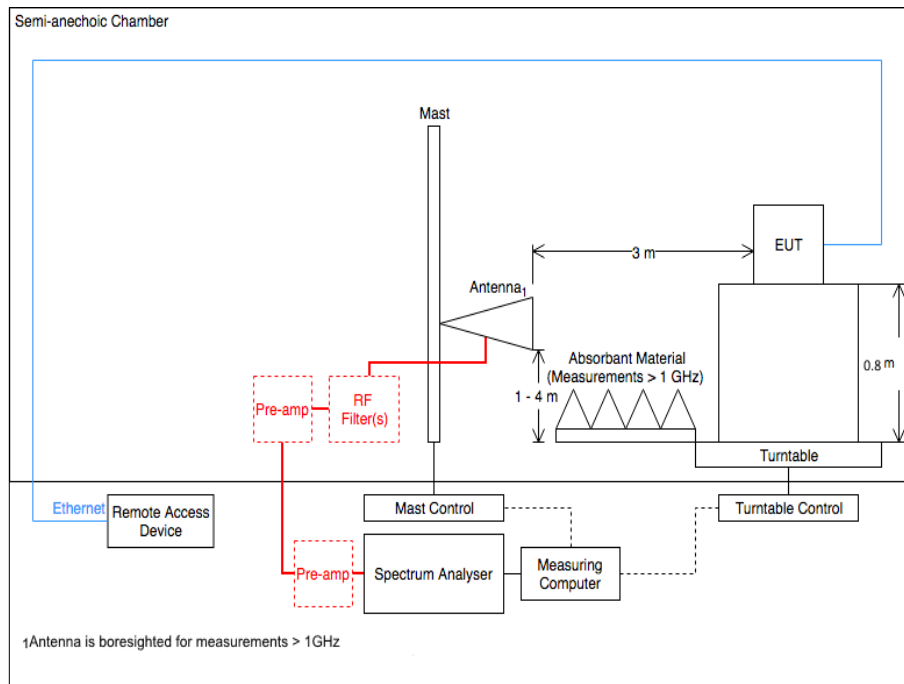 Semi-anechoic Chamber
Mast
EUT
3 m
Antenna1
Absorbant Material
(Measurements > 1 GHz)
0.8 m
1 - 4 m
Pre-amp
RF
Filter(s)
Turntable
Ethernet
Remote Access
Device
Mast Control
Turntable Control
Pre-amp
Spectrum Analyser
Measuring
Computer
1Antenna is boresighted for measurements > 1GHz